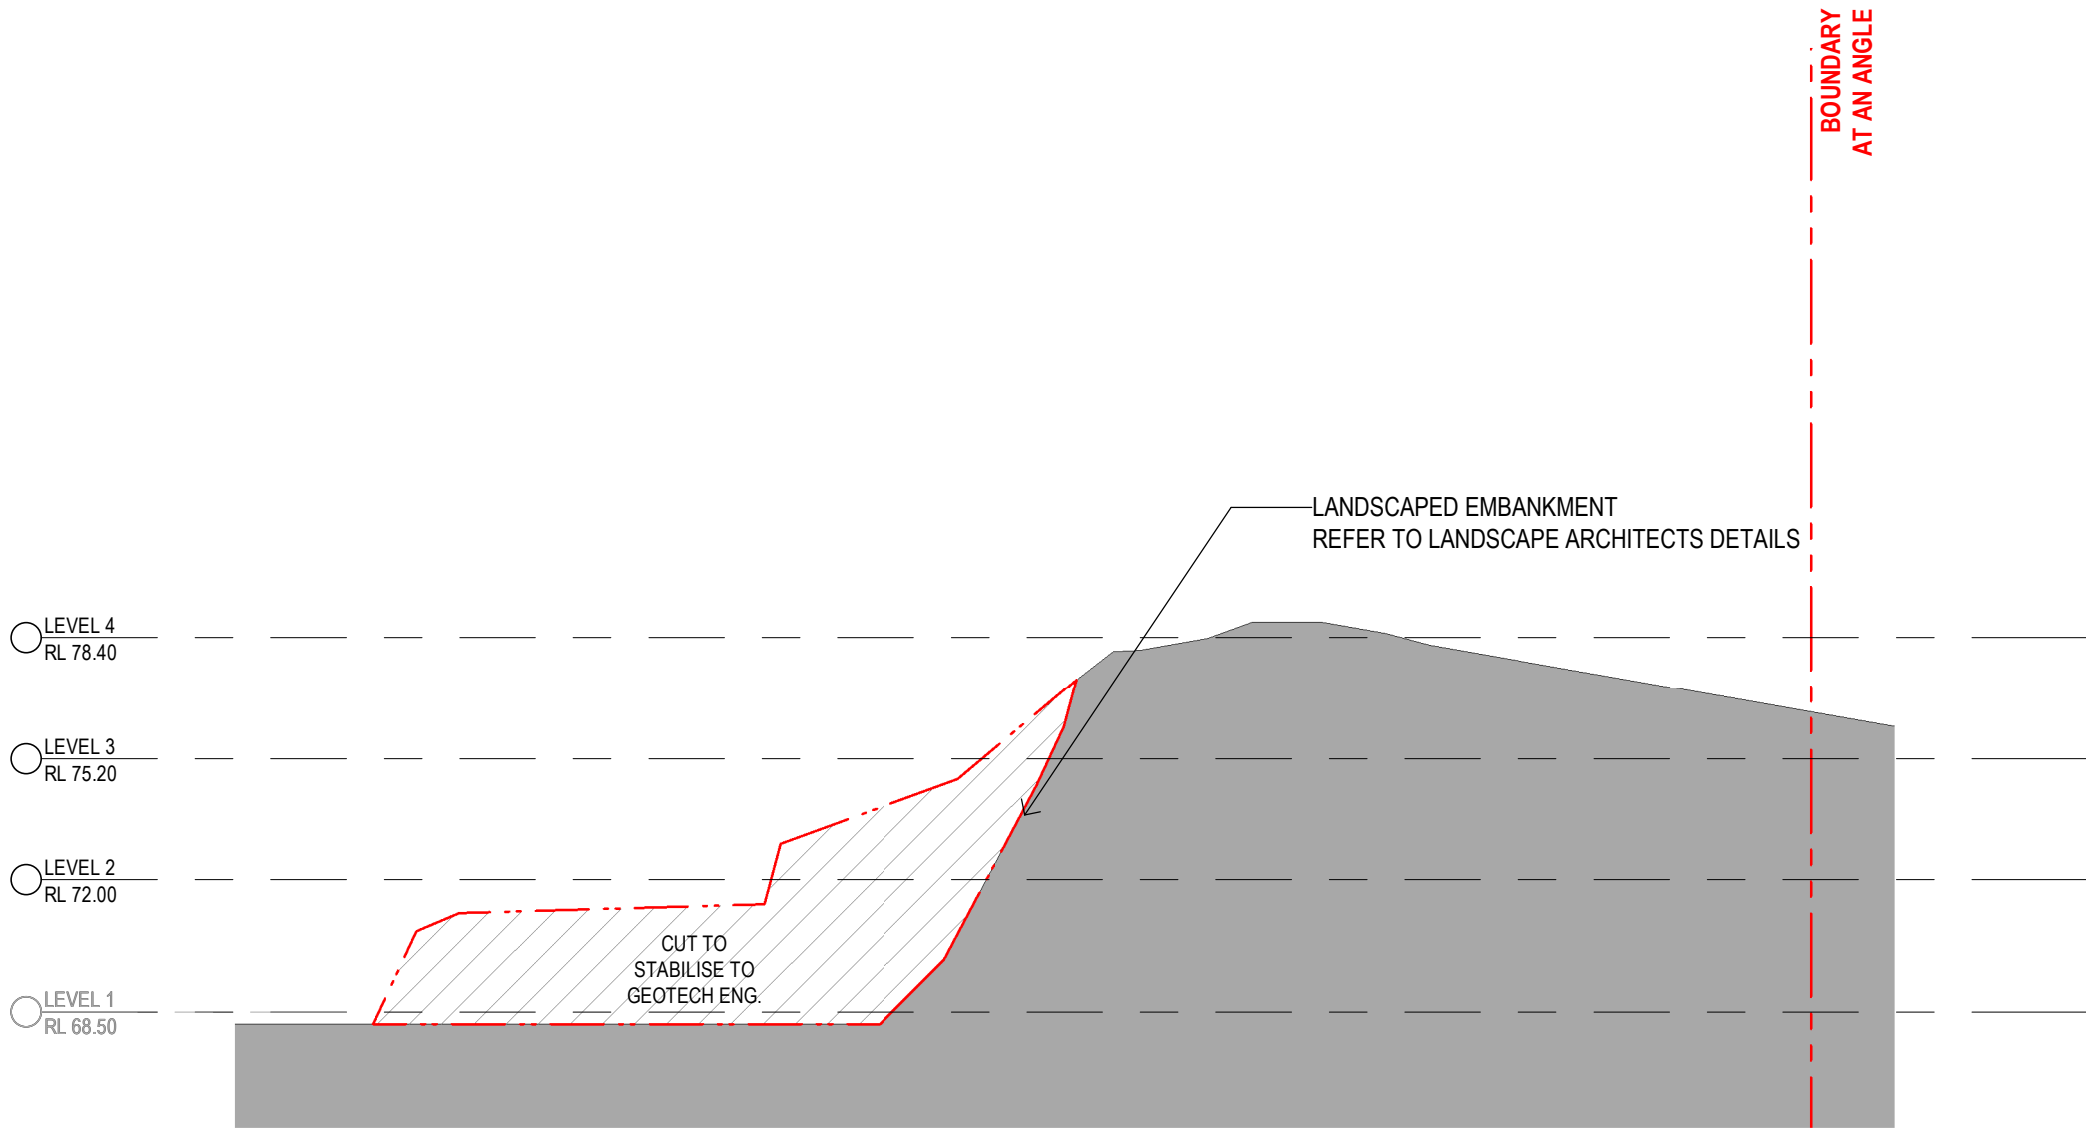 BOUNDARY
AT AN ANGLE
LANDSCAPED EMBANKMENT
REFER TO LANDSCAPE ARCHITECTS DETAILS
LEVEL 4
RL 78.40
LEVEL 3
RL 75.20
LEVEL 2
RL 72.00
CUT TO
STABILISE TO
GEOTECH ENG.
LEVEL 1
RL 68.50